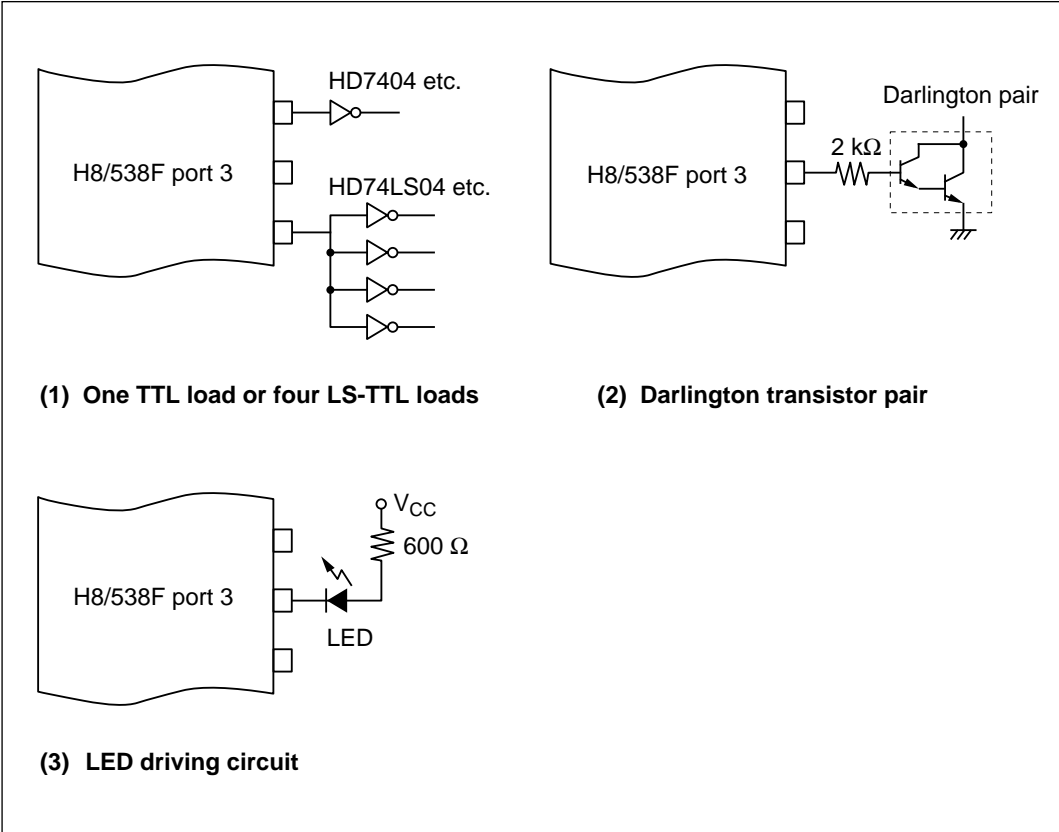 HD7404 etc.
H8/538F port 3
HD74LS04 etc.
(1) One TTL load or four LS-TTL loads
Darlington pair
2 kΩ
H8/538F port 3
(2) Darlington transistor pair
VCC
600 Ω
H8/538F port 3
LED
(3) LED driving circuit